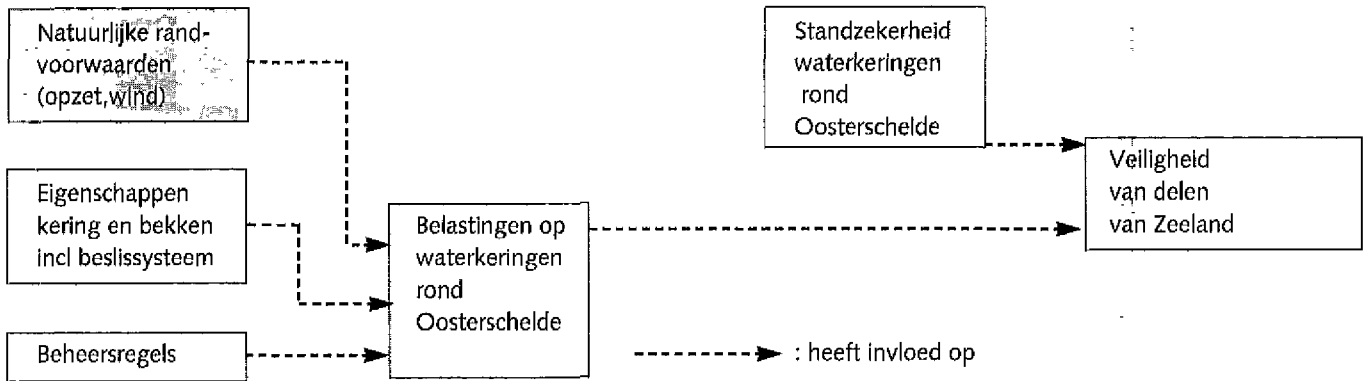 Natuurlijke rand-
voorwaarden
(opzet,wind)
Standzekerheid
waterkeringen
rond
Oosterschelde
Veiligheid
van delen
van Zeeland
Eigenschappen
kering en bekken
incl beslissysteem
Belastingen op
waterkeringen
rond
Oosterschelde
Beheersregels
: heeft invloed op